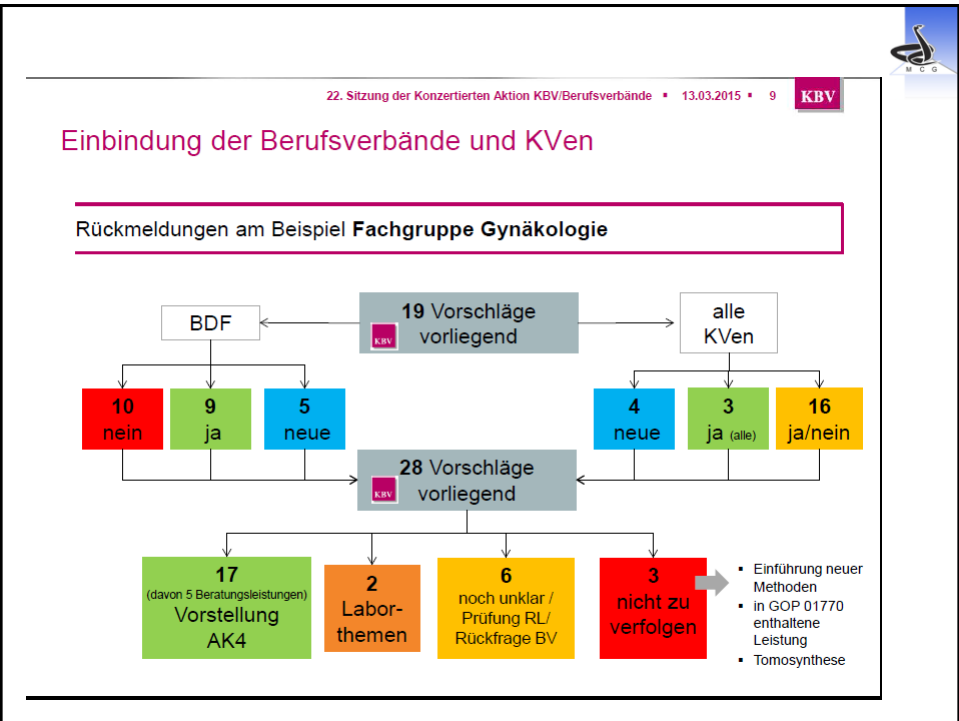 M C G
22. Sitzung der Konzertierten Aktion KBV/Berufsverbände ▪ 13.03.2015 ▪ 9
KBV
Einbindung der Berufsverbände und KVen
Rückmeldungen am Beispiel Fachgruppe Gynäkologie
BDF
19 Vorschläge
KBV
vorliegend
alle
KVen
10
nein
9
ja
5
neue
4
neue
3
ja (alle)
16
ja/nein
28 Vorschläge
KBV
vorliegend
17
(davon 5 Beratungsleistungen)
Vorstellung
AK4
2
Labor-
themen
6
noch unklar /
Prüfung RL/
Rückfrage BV
3
nicht zu
verfolgen
▪ Einführung neuer
Methoden
▪ in GOP 01770
enthaltene
Leistung
▪ Tomosynthese